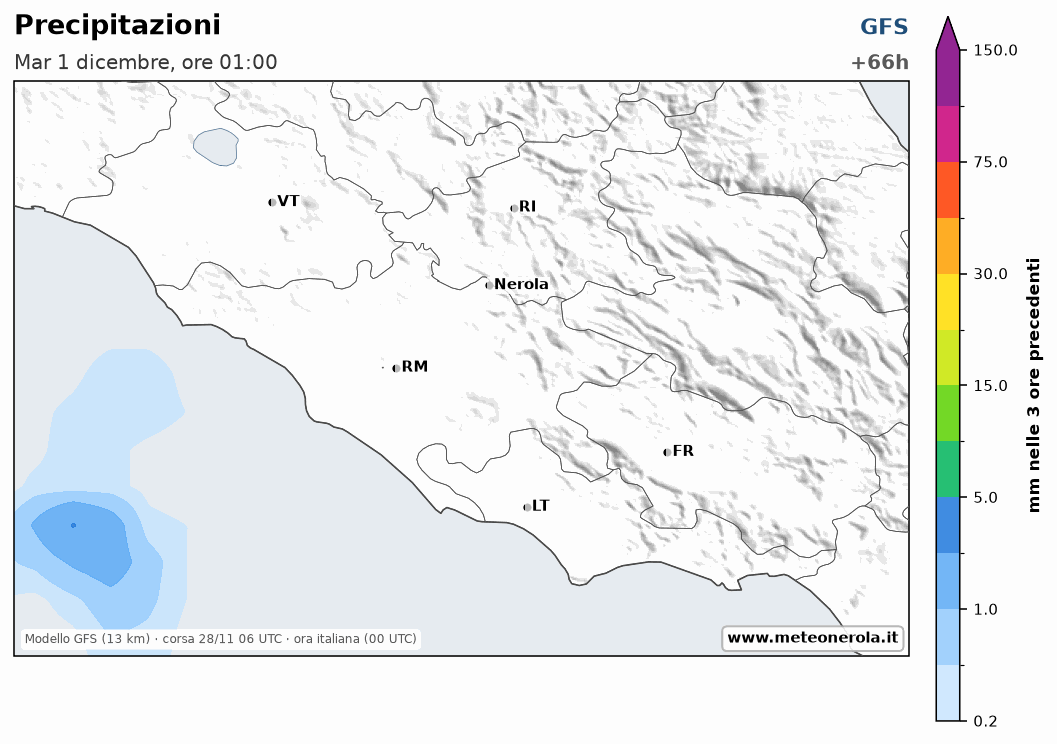 Precipitazioni
GFS
Mar 1 dicembre, ore 01:00
+66h
150.0
75.0
30.0
15.0
5.0
1.0
0.2
mm nelle 3 ore precedenti
VT
RI
Nerola
RM
FR
LT
Modello GFS (13 km) · corsa 28/11 06 UTC · ora italiana (00 UTC)
www.meteonerola.it